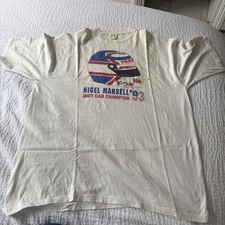 NIGEL MANSELL '93
INDY CAR CHAMPION